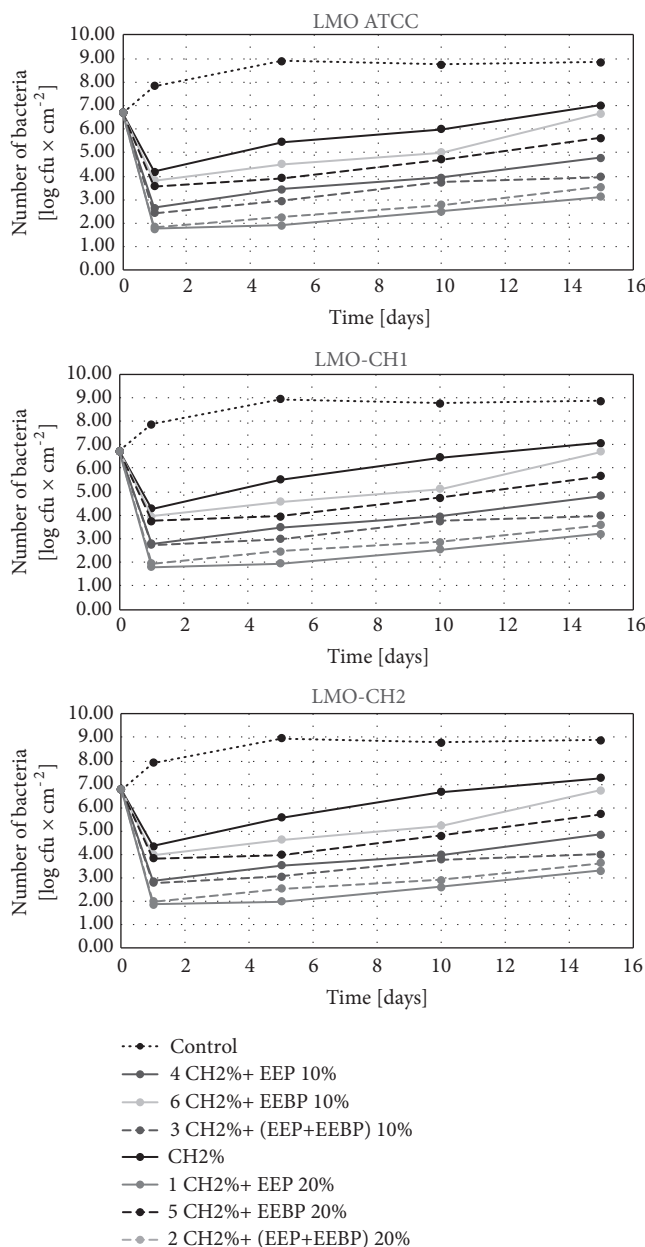 LMO ATCC
Number of bacteria
[log cfu × cm⁻²]
10.00
9.00
8.00
7.00
6.00
5.00
4.00
3.00
2.00
1.00
0.00
0 2 4 6 8 10 12 14 16
Time [days]
LMO-CH1
Number of bacteria
[log cfu × cm⁻²]
10.00
9.00
8.00
7.00
6.00
5.00
4.00
3.00
2.00
1.00
0.00
0 2 4 6 8 10 12 14 16
Time [days]
LMO-CH2
Number of bacteria
[log cfu × cm⁻²]
10.00
9.00
8.00
7.00
6.00
5.00
4.00
3.00
2.00
1.00
0.00
0 2 4 6 8 10 12 14 16
Time [days]
Control
4 CH2%+ EEP 10%
6 CH2%+ EEBP 10%
3 CH2%+ (EEP+EEBP) 10%
CH2%
1 CH2%+ EEP 20%
5 CH2%+ EEBP 20%
2 CH2%+ (EEP+EEBP) 20%